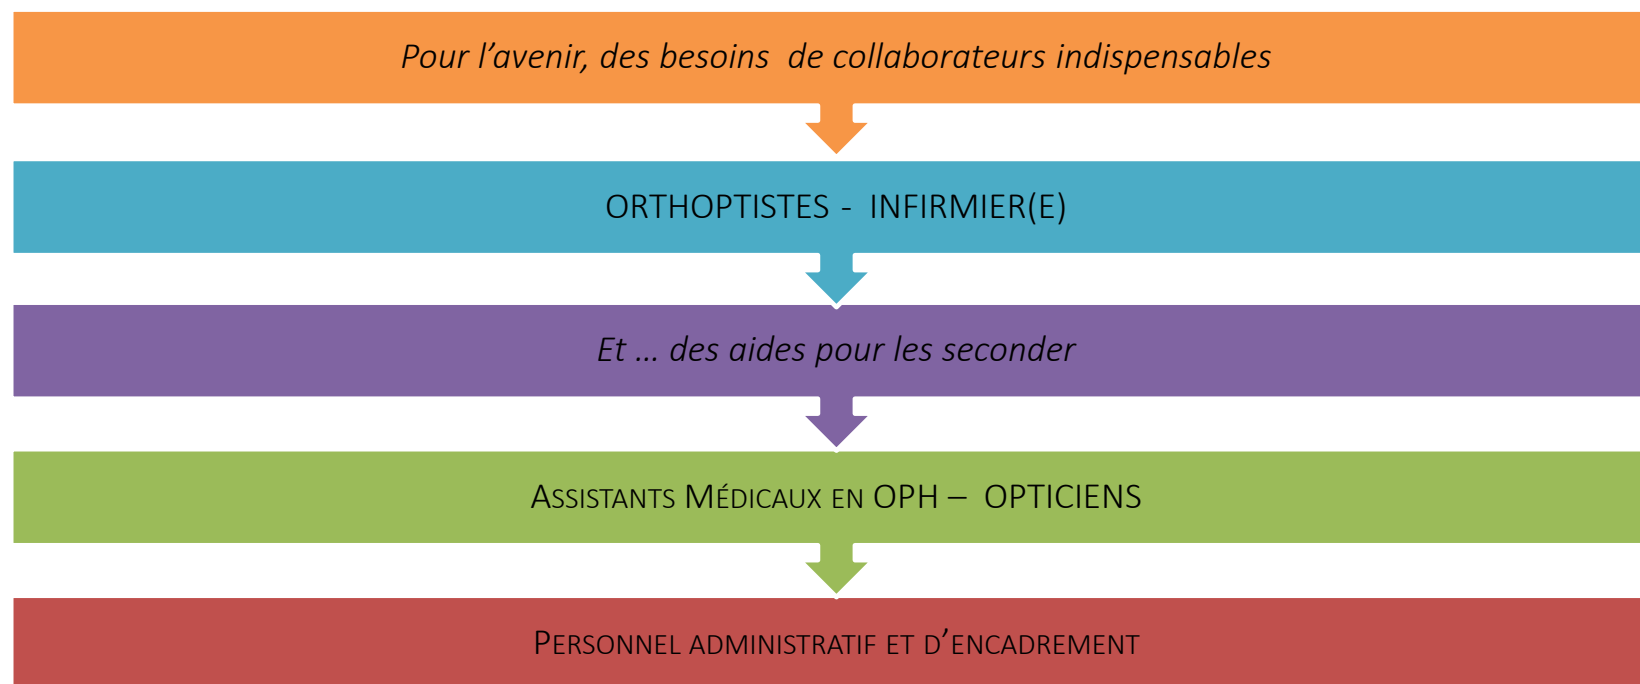 Pour l’avenir, des besoins  de collaborateurs indispensables
ORTHOPTISTES -  INFIRMIER(E)
Et … des aides pour les seconder
Assistants Médicaux en OPH –  OPTICIENS
Personnel administratif et d’encadrement